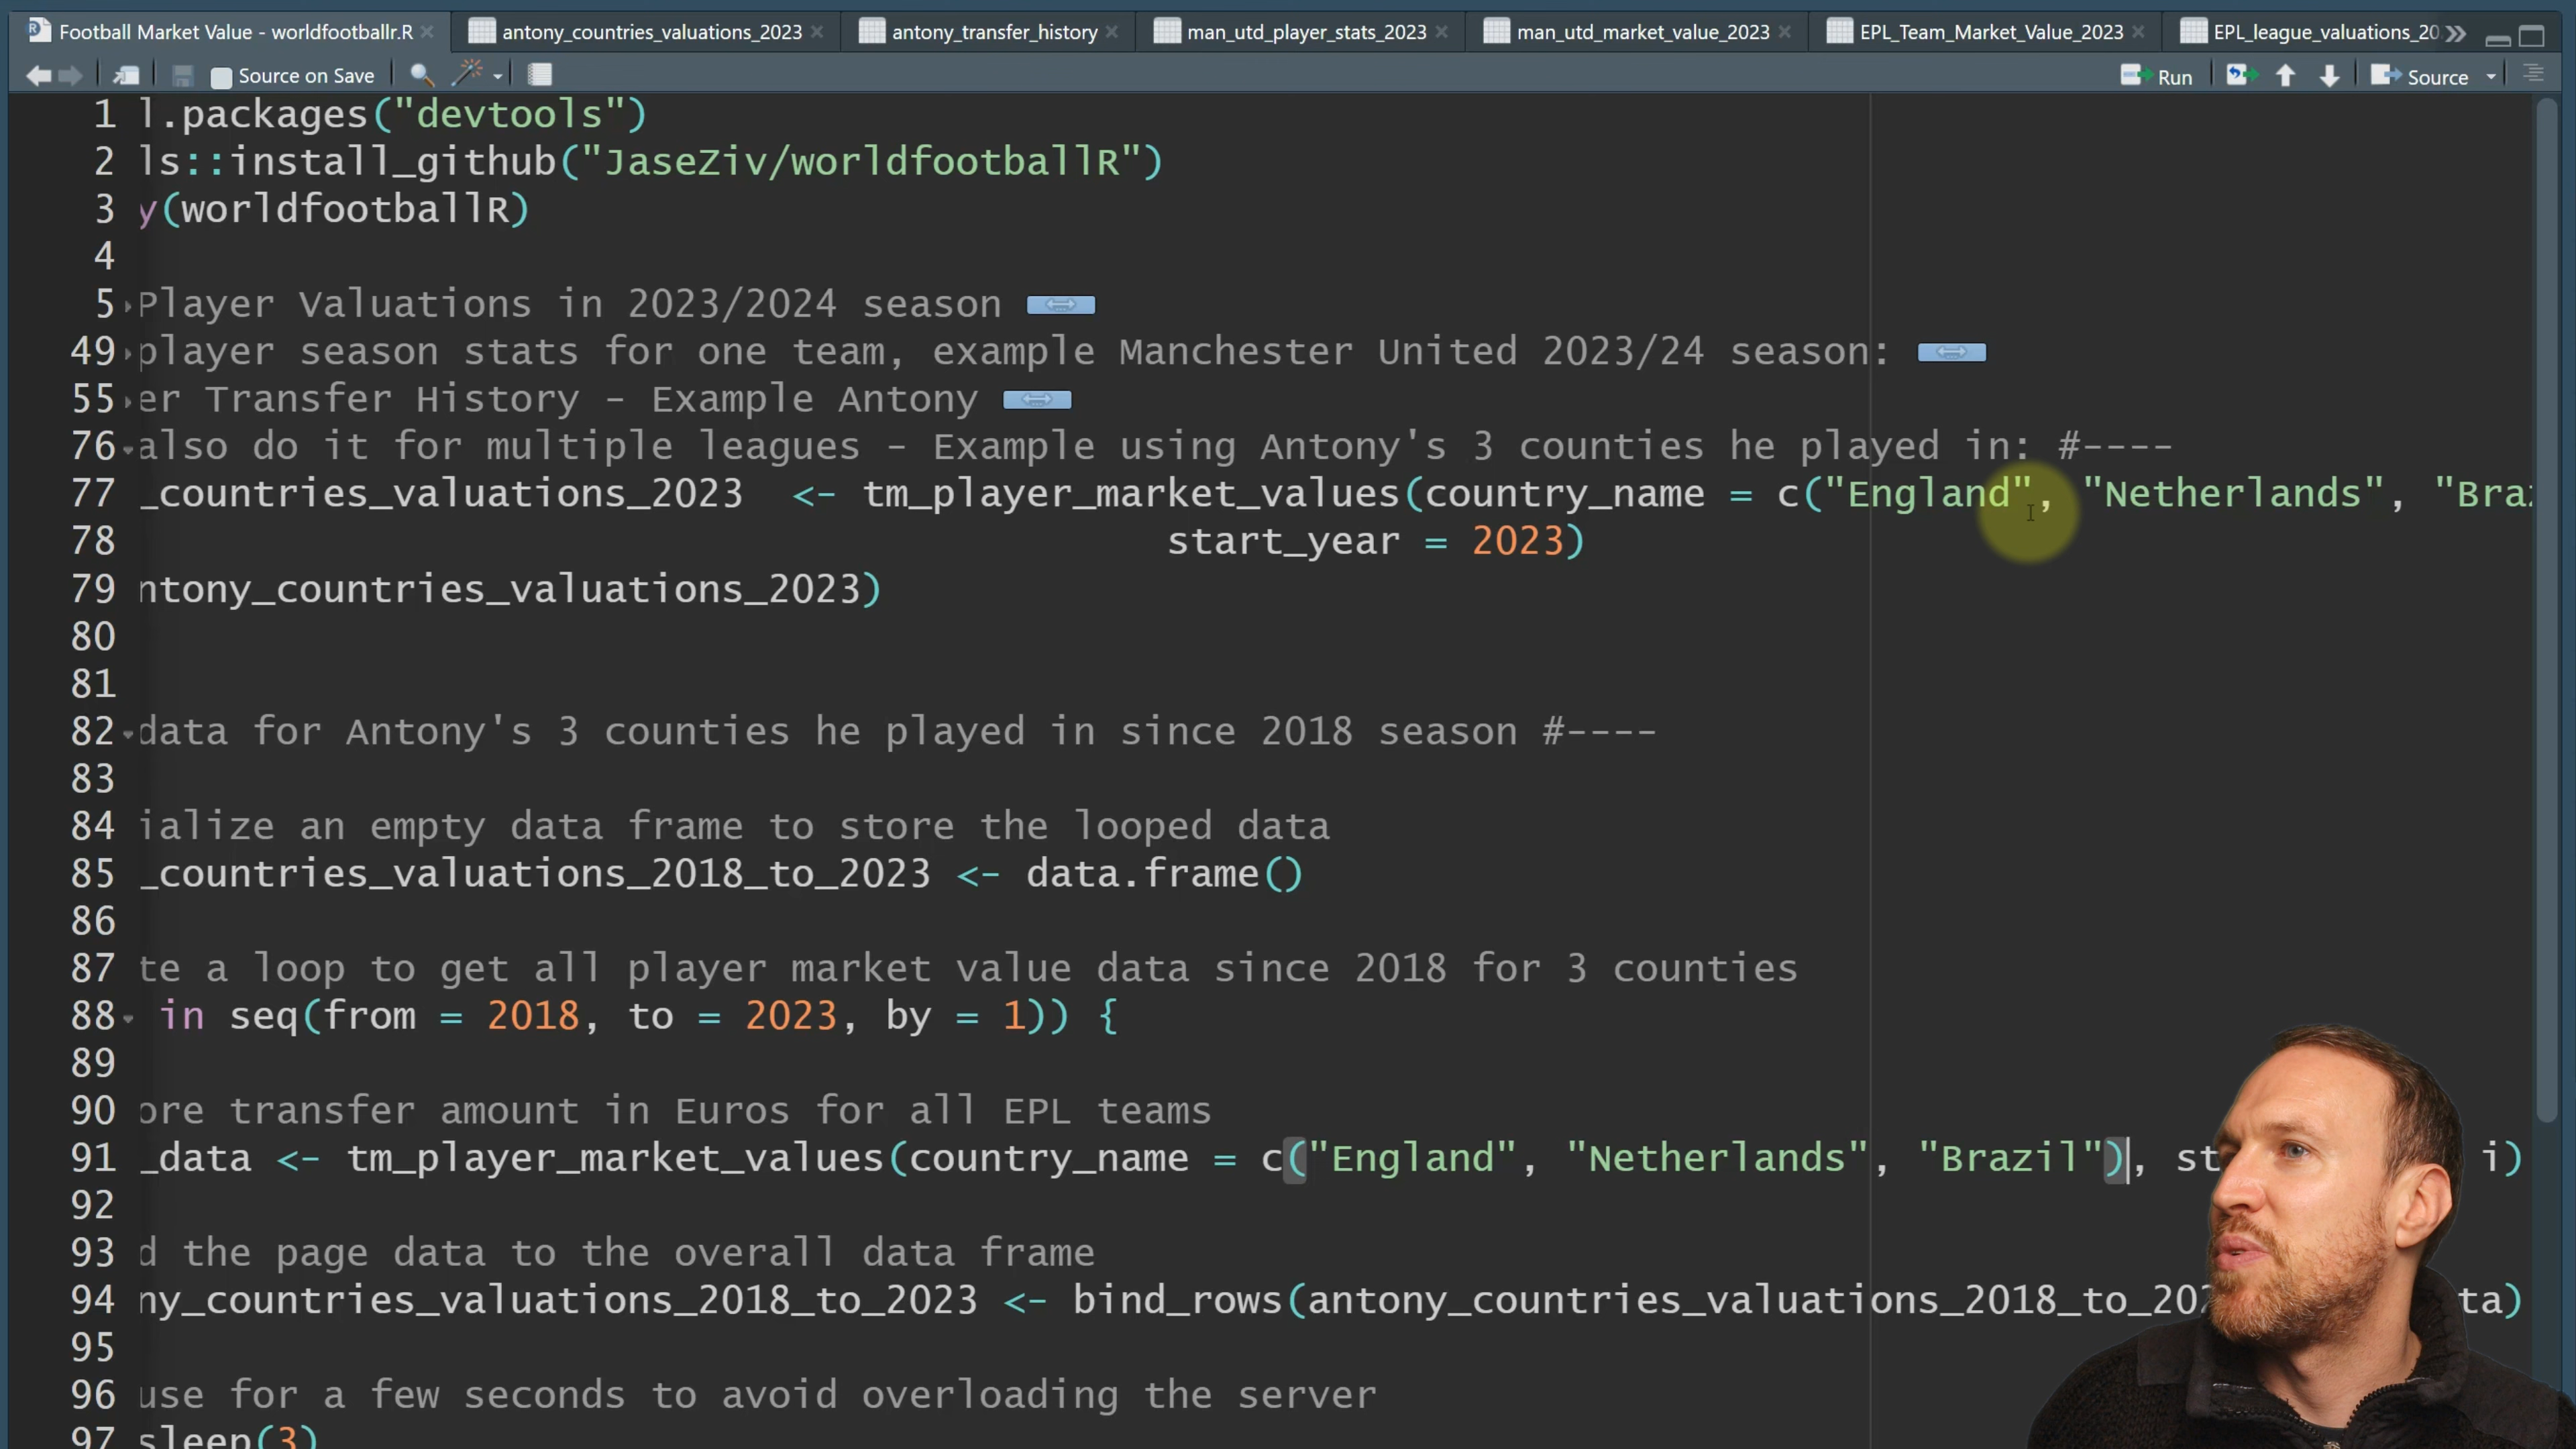 Football Market Value - worldfootballr.R
antony_countries_valuations_2023
antony_transfer_history
man_utd_player_stats_2023
man_utd_market_value_2023
EPL_Team_Market_Value_2023
EPL_league_valuations_20
Source on Save
Run
Source
1 l.packages("devtools")
2 ls::install_github("JaseZiv/worldfootballR")
3 y(worldfootballR)
4
5 Player Valuations in 2023/2024 season
49 player season stats for one team, example Manchester United 2023/24 season:
55 er Transfer History - Example Antony
76 also do it for multiple leagues - Example using Antony's 3 counties he played in: #----
77 _countries_valuations_2023  <- tm_player_market_values(country_name = c("England", "Netherlands", "Braz
78 start_year = 2023)
79 ntony_countries_valuations_2023)
80
81
82 data for Antony's 3 counties he played in since 2018 season #----
83
84 ialize an empty data frame to store the looped data
85 _countries_valuations_2018_to_2023 <- data.frame()
86
87 te a loop to get all player market value data since 2018 for 3 counties
88 in seq(from = 2018, to = 2023, by = 1)) {
89
90 ore transfer amount in Euros for all EPL teams
91 _data <- tm_player_market_values(country_name = c("England", "Netherlands", "Brazil"), st i)
92
93 d the page data to the overall data frame
94 ny_countries_valuations_2018_to_2023 <- bind_rows(antony_countries_valuations_2018_to_202 ta)
95
96 use for a few seconds to avoid overloading the server
97 sleep(3)